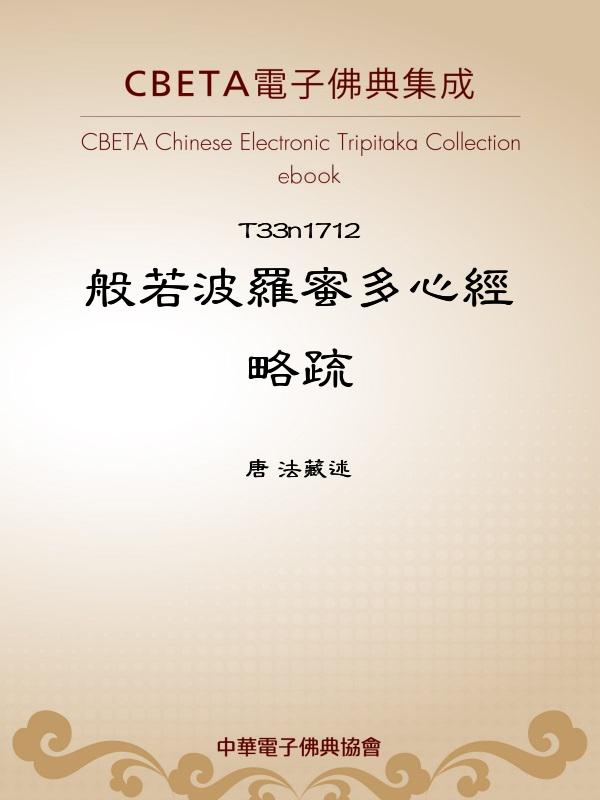 CBETA電子佛典集成
CBETA Chinese Electronic Tripitaka Collection
ebook
T33n1712
般若波羅蜜多心經
略疏
唐 法藏述
中華電子佛典協會